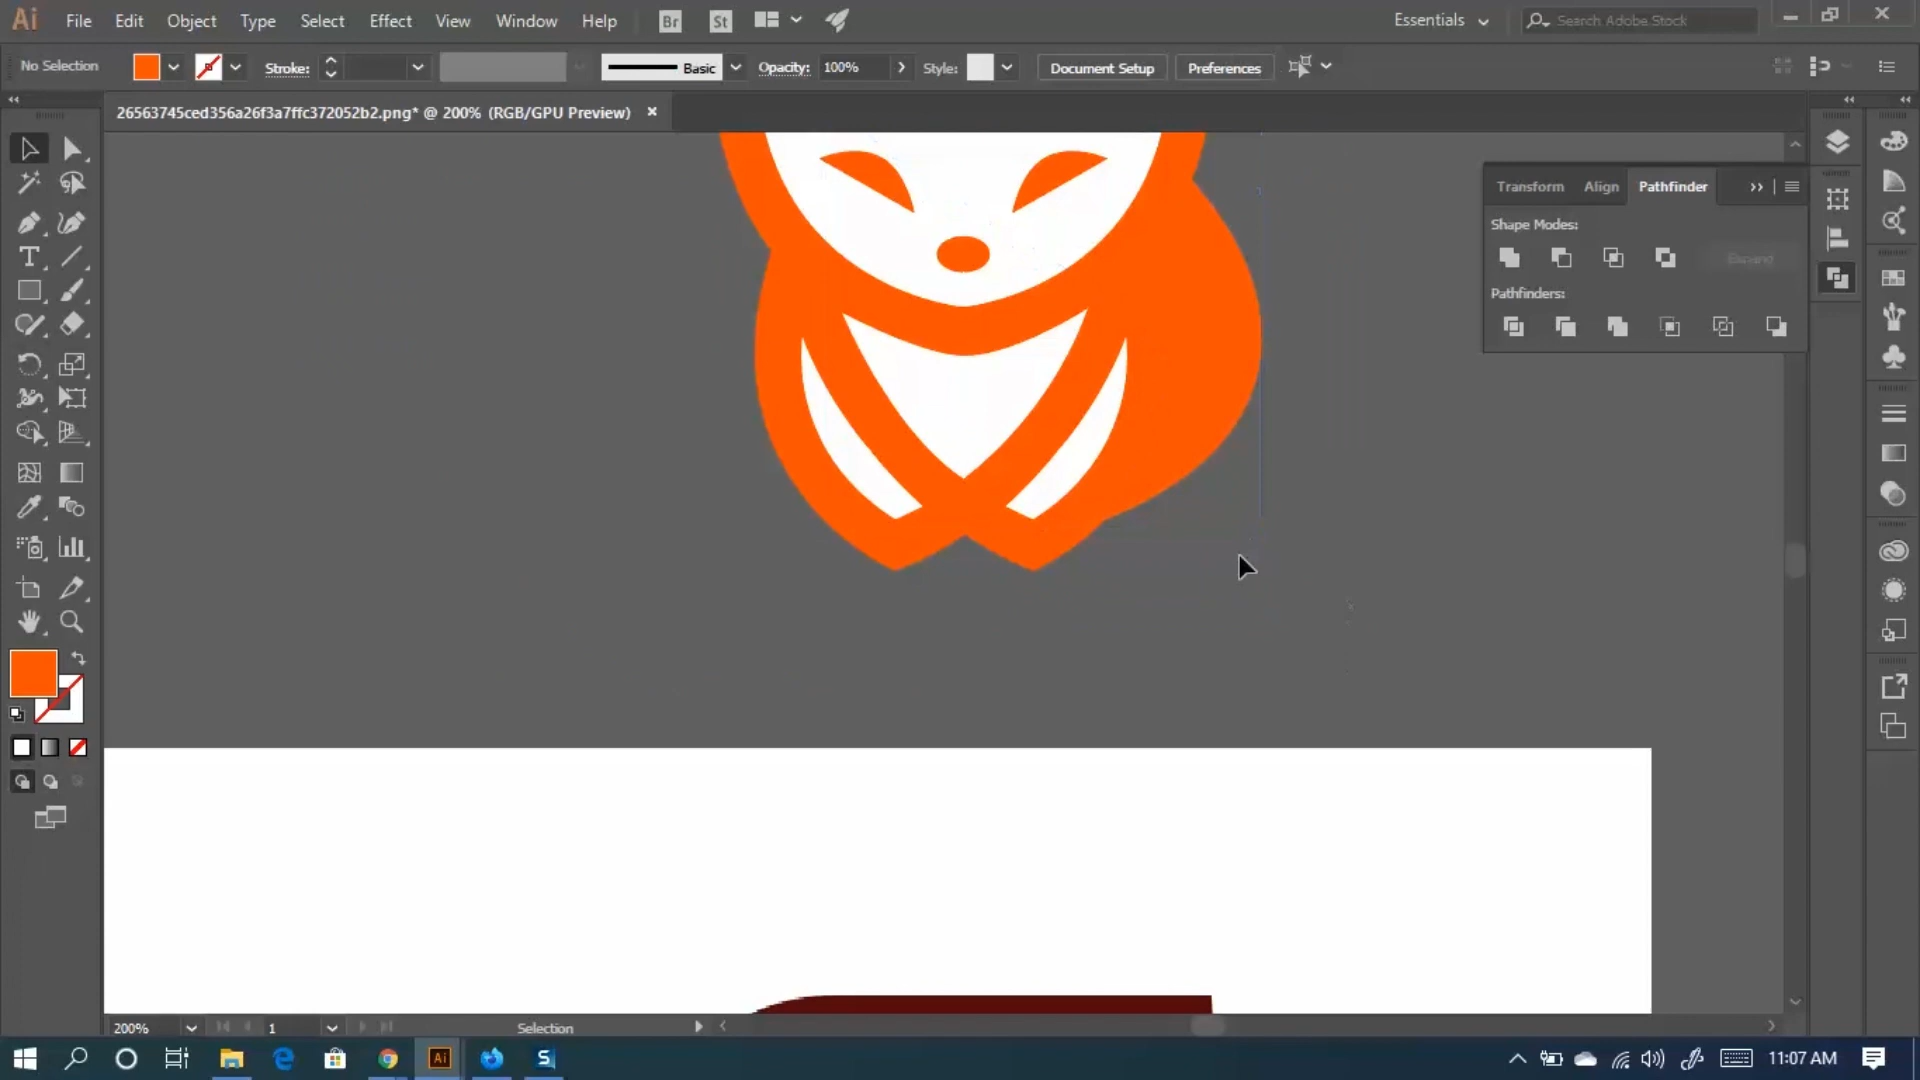 Ai File Edit Object Type Select Effect View Window Help Br St Essentials Search Adobe Stock
No Selection Stroke: Basic Opacity: 100% Style: Document Setup Preferences
26563745ced356a26f3a7ffc372052b2.png* @ 200% (RGB/GPU Preview)
Transform Align Pathfinder
Shape Modes:
Expand
Pathfinders:
200% 1 Selection
Ai S 11:07 AM